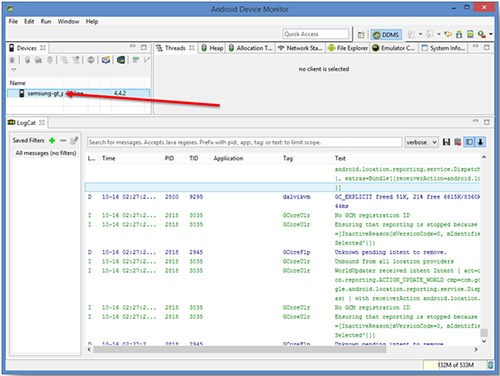 Android Device Monitor
File Edit Run Window Help
Quick Access
DDMS
Devices
Threads Heap Allocation T... Network Sta... File Explorer Emulator C... System Info...
no client is selected
Name
samsung-gt_ 4.4.2
LogCat
Saved Filters
All messages (no filters)
Search for messages. Accepts Java regexes. Prefix with pid:, app:, tag: or text: to limit scope.
verbose
L... Time PID TID Application Tag Text
android.location.reporting.service.Dispatch
}, extras=Bundle[{receiverAction=android.lo
}]
D 10-16 02:27:2... 2800 9295 dalvikvm GC_EXPLICIT freed 51K, 21% free 6615K/8360K
44ms
I 10-16 02:27:2... 2818 3035 GCoreUlr No GCM registration ID
I 10-16 02:27:2... 2818 3035 GCoreUlr Ensuring that reporting is stopped because
=[InactiveReason{mVersionCode=0, mIdentifie
Selected"}]]
D 10-16 02:27:2... 2818 2945 GCoreFlp Unknown pending intent to remove.
I 10-16 02:27:2... 2818 3035 GCoreUlr Unbound from all location providers
I 10-16 02:27:2... 2818 3035 GCoreUlr WorldUpdater received intent Intent { act=
on.reporting.ACTION_UPDATE_WORLD cmp=com.go
gle.android.location.reporting.service.Disp
as) } with receiverAction android.location.
I 10-16 02:27:2... 2818 3035 GCoreUlr No GCM registration ID
I 10-16 02:27:2... 2818 3035 GCoreUlr Ensuring that reporting is stopped because
=[InactiveReason{mVersionCode=0, mIdentifie
Selected"}]]
D 10-16 02:27:2... 2818 2945 GCoreFlp Unknown pending intent to remove.
132M of 533M